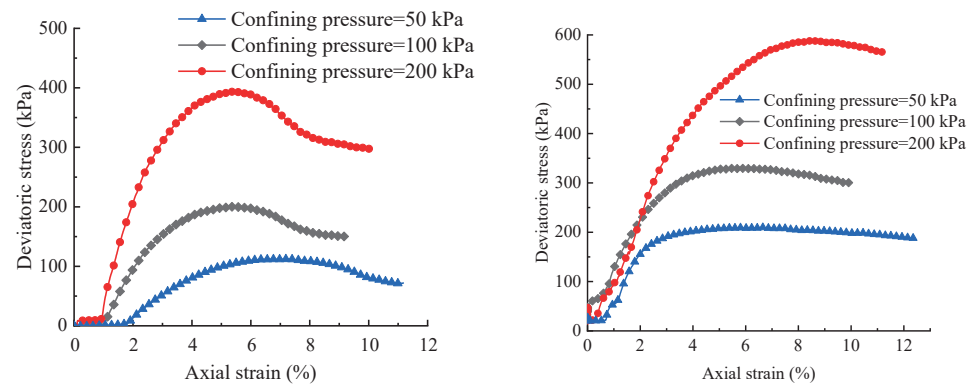 Confining pressure=50 kPa
Confining pressure=100 kPa
Confining pressure=200 kPa
500
400
300
200
100
0
Deviatoric stress (kPa)
0 2 4 6 8 10 12
Axial strain (%)
Confining pressure=50 kPa
Confining pressure=100 kPa
Confining pressure=200 kPa
600
500
400
300
200
100
0
Deviatoric stress (kPa)
0 2 4 6 8 10 12
Axial strain (%)